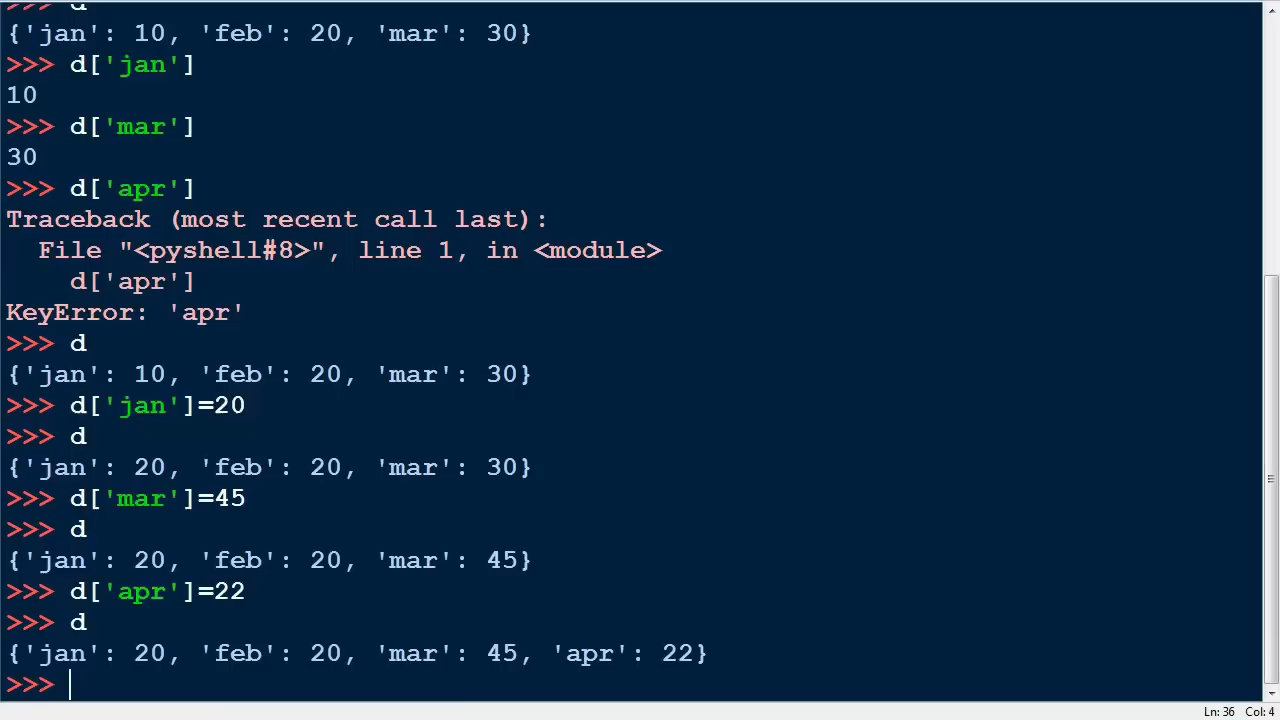 >>> d
{'jan': 10, 'feb': 20, 'mar': 30}
>>> d['jan']
10
>>> d['mar']
30
>>> d['apr']
Traceback (most recent call last):
  File "<pyshell#8>", line 1, in <module>
    d['apr']
KeyError: 'apr'
>>> d
{'jan': 10, 'feb': 20, 'mar': 30}
>>> d['jan']=20
>>> d
{'jan': 20, 'feb': 20, 'mar': 30}
>>> d['mar']=45
>>> d
{'jan': 20, 'feb': 20, 'mar': 45}
>>> d['apr']=22
>>> d
{'jan': 20, 'feb': 20, 'mar': 45, 'apr': 22}
>>>
Ln: 36 Col: 4